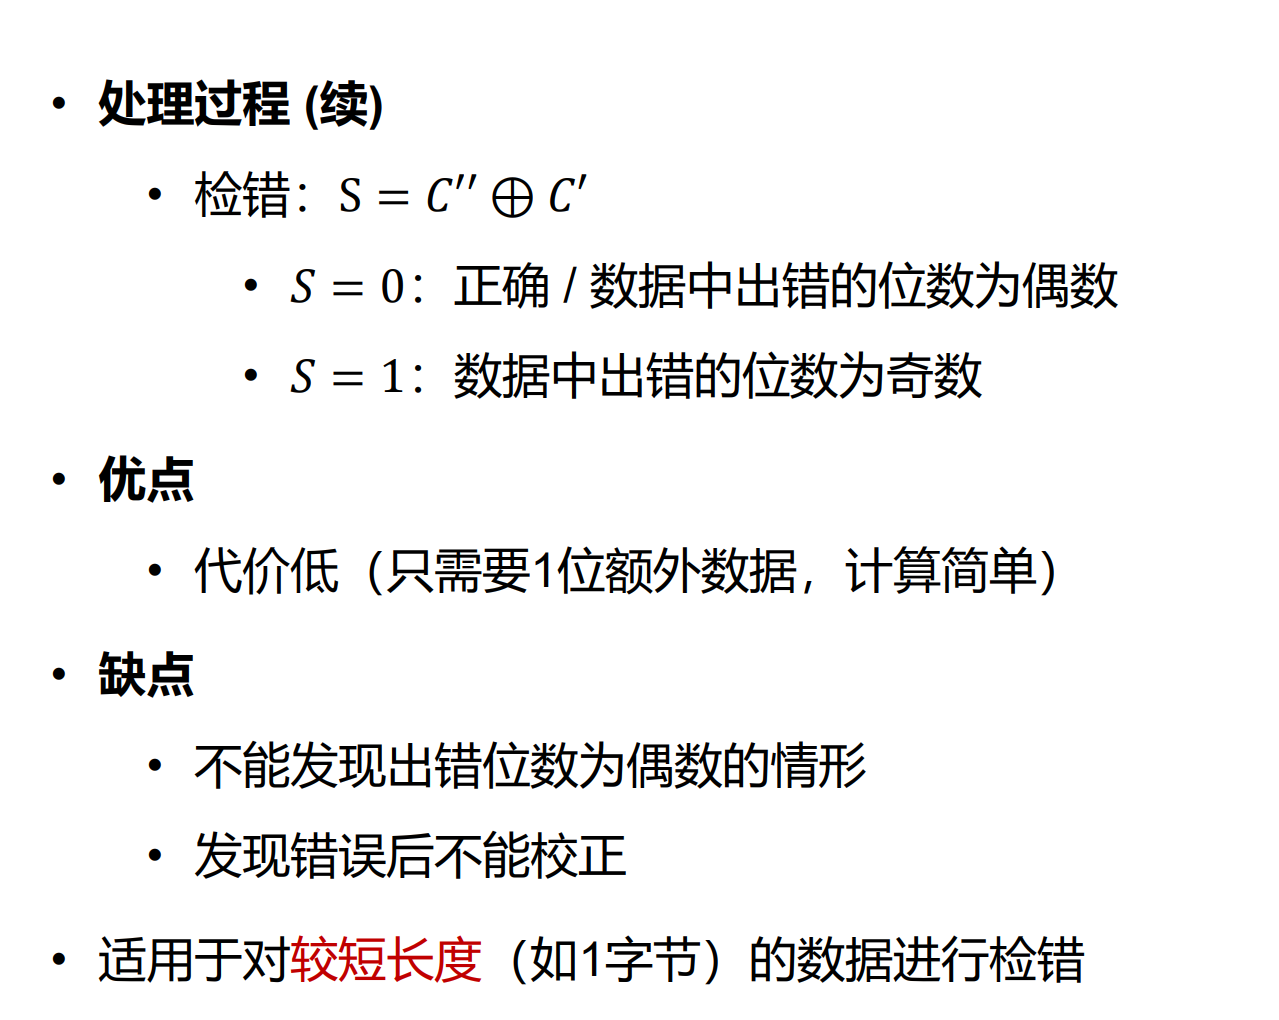 • 处理过程 (续)
• 检错：S = C′′ ⊕ C′
• S = 0：正确 / 数据中出错的位数为偶数
• S = 1：数据中出错的位数为奇数
• 优点
• 代价低（只需要1位额外数据，计算简单）
• 缺点
• 不能发现出错位数为偶数的情形
• 发现错误后不能校正
• 适用于对较短长度（如1字节）的数据进行检错